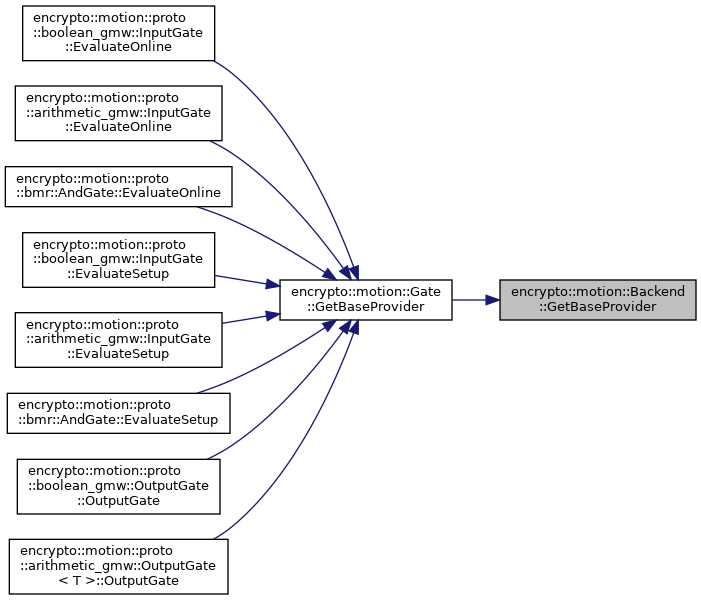 encrypto::motion::proto
::boolean_gmw::InputGate
::EvaluateOnline
encrypto::motion::proto
::arithmetic_gmw::InputGate
::EvaluateOnline
encrypto::motion::proto
::bmr::AndGate::EvaluateOnline
encrypto::motion::proto
::boolean_gmw::InputGate
::EvaluateSetup
encrypto::motion::proto
::arithmetic_gmw::InputGate
::EvaluateSetup
encrypto::motion::proto
::bmr::AndGate::EvaluateSetup
encrypto::motion::proto
::boolean_gmw::OutputGate
::OutputGate
encrypto::motion::proto
::arithmetic_gmw::OutputGate
< T >::OutputGate
encrypto::motion::Gate
::GetBaseProvider
encrypto::motion::Backend
::GetBaseProvider